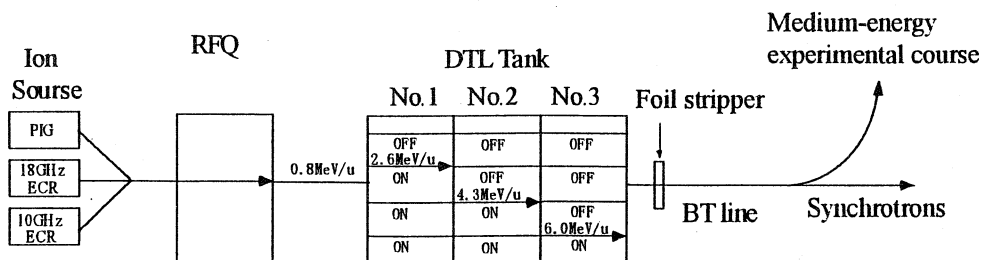 Ion
Sourse
PIG
18GHz
ECR
10GHz
ECR
RFQ
0.8MeV/u
DTL Tank
No.1 No.2 No.3
OFF OFF OFF
2.6MeV/u
ON OFF OFF
4.3MeV/u
ON ON OFF
6.0MeV/u
ON ON ON
Foil stripper
BT line
Medium-energy
experimental course
Synchrotrons